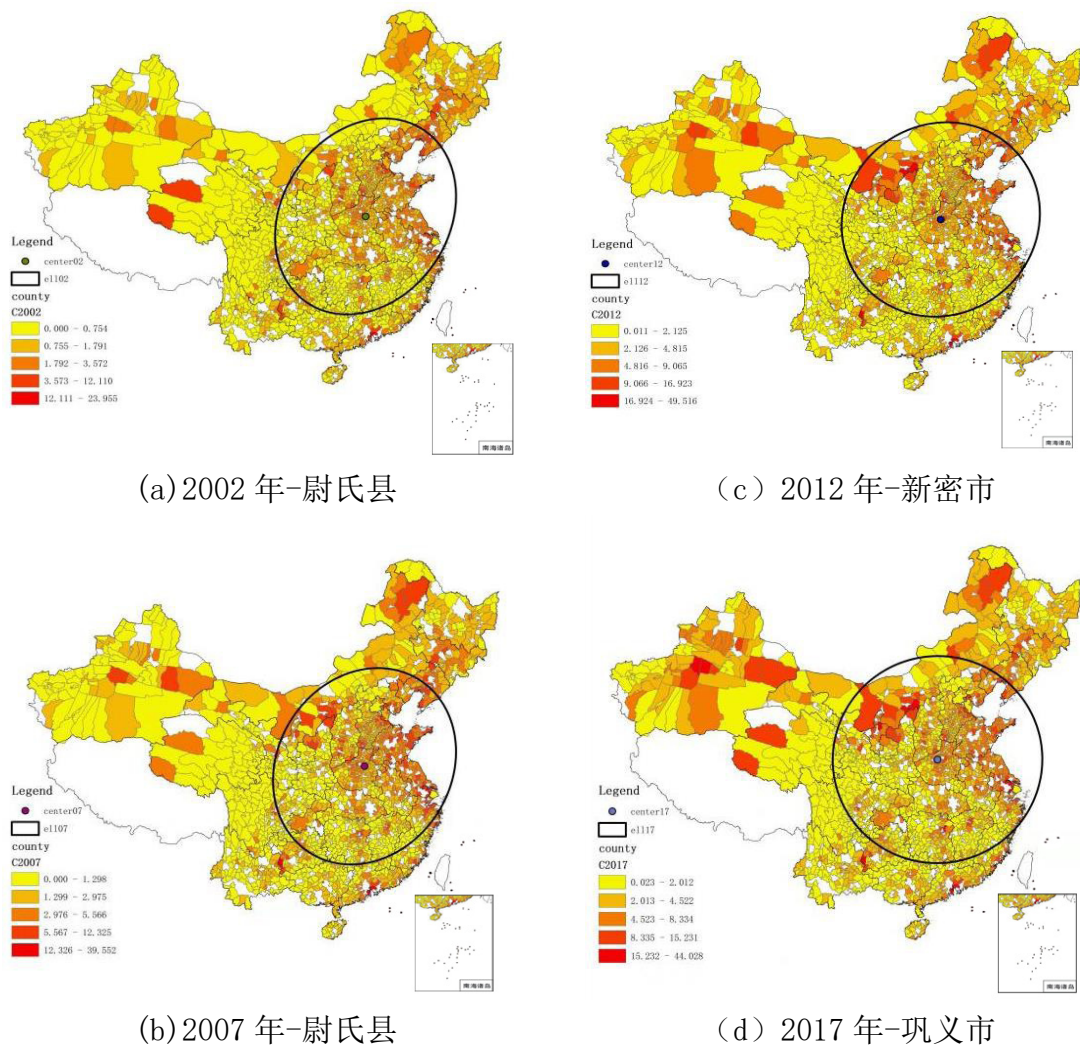 Legend
center02
ell02
county
C2002
0.000 - 0.754
0.755 - 1.791
1.792 - 3.572
3.573 - 12.110
12.111 - 23.955
南海诸岛
(a)2002 年-尉氏县
Legend
center12
ell12
county
C2012
0.011 - 2.125
2.126 - 4.815
4.816 - 9.065
9.066 - 16.923
16.924 - 49.516
南海诸岛
（c）2012 年-新密市
Legend
center07
ell07
county
C2007
0.000 - 1.298
1.299 - 2.975
2.976 - 5.566
5.567 - 12.325
12.326 - 39.552
南海诸岛
(b)2007 年-尉氏县
Legend
center17
ell17
county
C2017
0.023 - 2.012
2.013 - 4.522
4.523 - 8.334
8.335 - 15.231
15.232 - 44.028
南海诸岛
（d）2017 年-巩义市